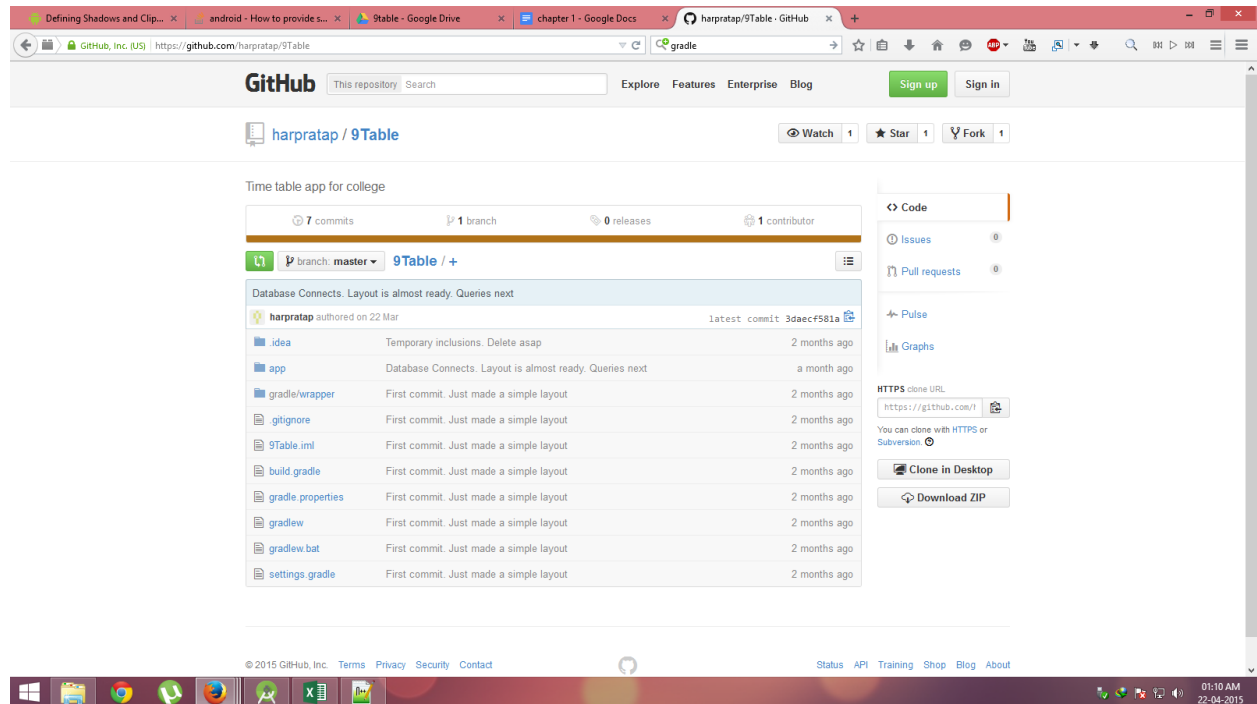 Defining Shadows and Clip... × android - How to provide s... × 9table - Google Drive × chapter 1 - Google Docs × harpratap/9Table · GitHub × +
GitHub, Inc. (US) https://github.com/harpratap/9Table gradle ABP
GitHub This repository Search Explore Features Enterprise Blog Sign up Sign in
harpratap / 9Table Watch 1 Star 1 Fork 1
Time table app for college
7 commits 1 branch 0 releases 1 contributor
<> Code
Issues 0
branch: master 9Table / +
Pull requests 0
Database Connects. Layout is almost ready. Queries next
harpratap authored on 22 Mar latest commit 3daecf581a
Pulse
.idea Temporary inclusions. Delete asap 2 months ago
Graphs
app Database Connects. Layout is almost ready. Queries next a month ago
gradle/wrapper First commit. Just made a simple layout 2 months ago
HTTPS clone URL
https://github.com/
.gitignore First commit. Just made a simple layout 2 months ago
You can clone with HTTPS or
Subversion.
9Table.iml First commit. Just made a simple layout 2 months ago
build.gradle First commit. Just made a simple layout 2 months ago
Clone in Desktop
gradle.properties First commit. Just made a simple layout 2 months ago
Download ZIP
gradlew First commit. Just made a simple layout 2 months ago
gradlew.bat First commit. Just made a simple layout 2 months ago
settings.gradle First commit. Just made a simple layout 2 months ago
© 2015 GitHub, Inc. Terms Privacy Security Contact Status API Training Shop Blog About
01:10 AM
22-04-2015